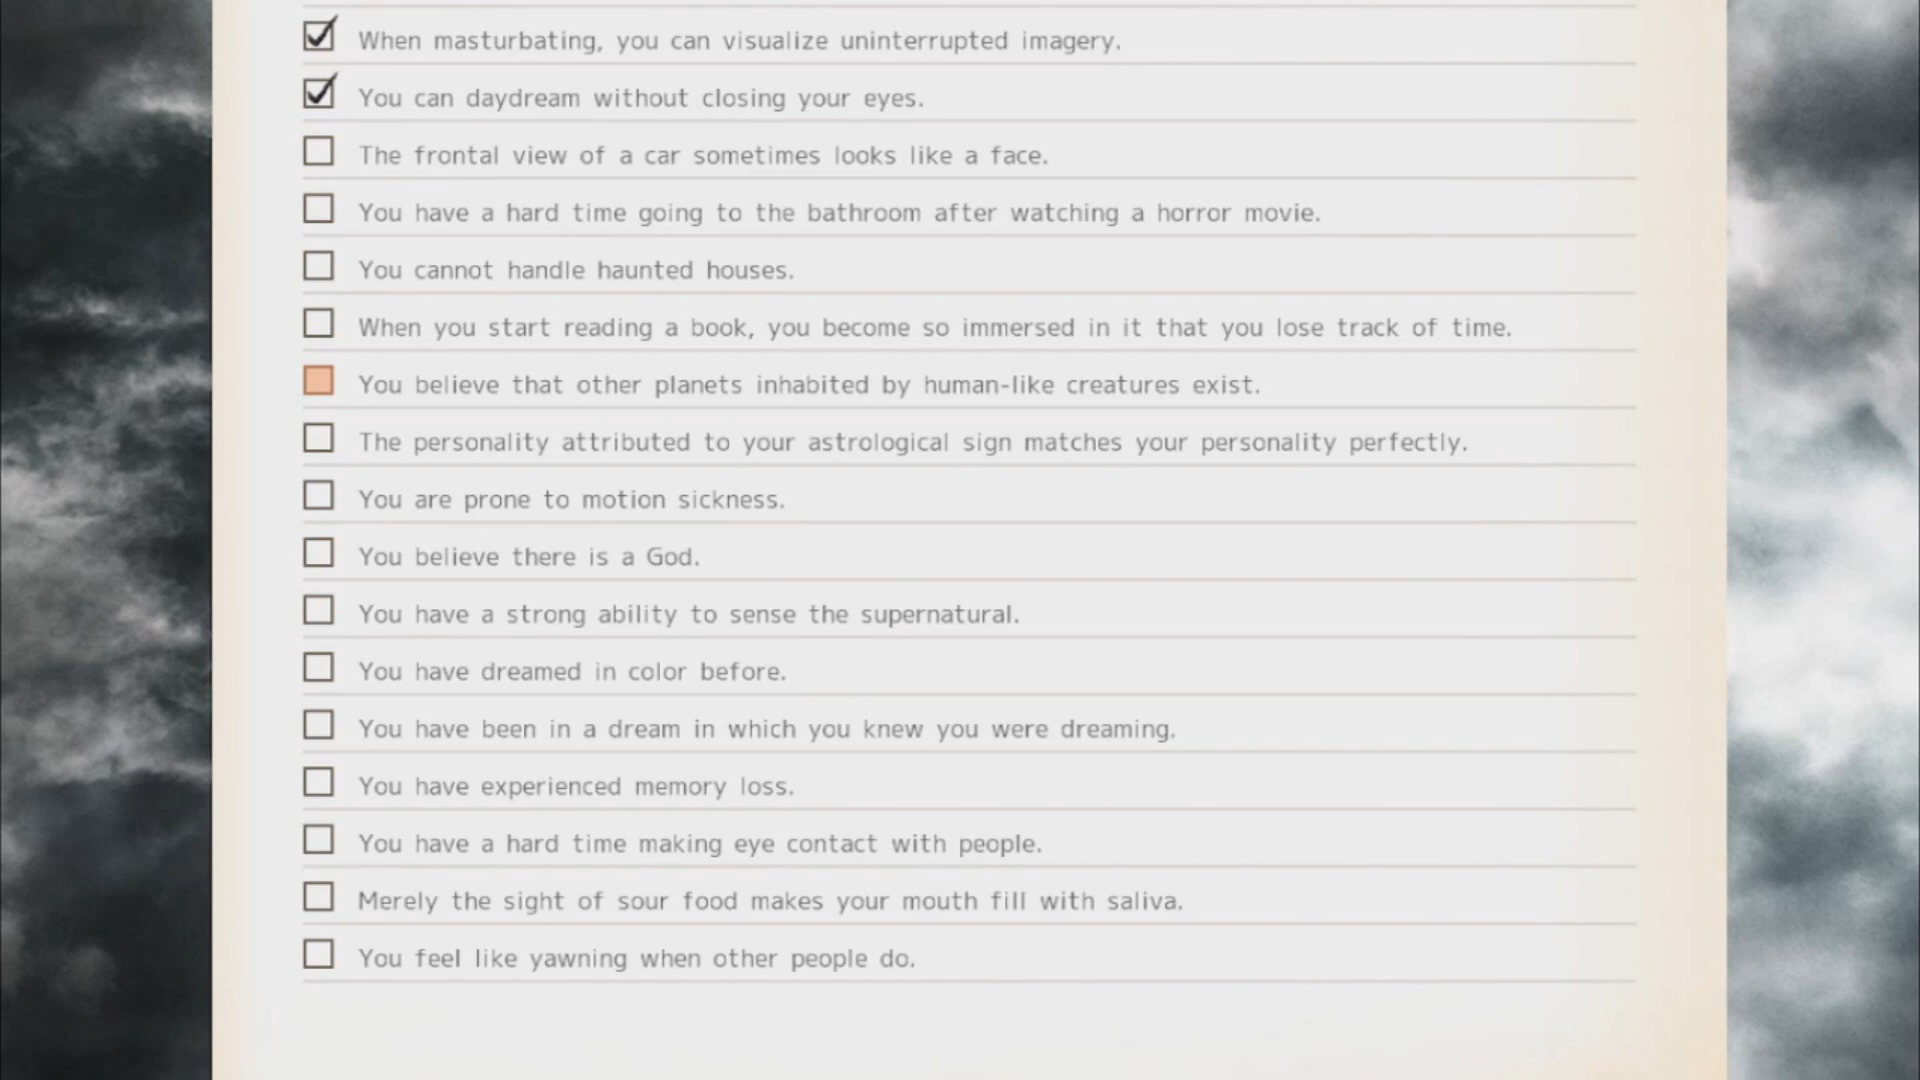 When masturbating, you can visualize uninterrupted imagery.
You can daydream without closing your eyes.
The frontal view of a car sometimes looks like a face.
You have a hard time going to the bathroom after watching a horror movie.
You cannot handle haunted houses.
When you start reading a book, you become so immersed in it that you lose track of time.
You believe that other planets inhabited by human-like creatures exist.
The personality attributed to your astrological sign matches your personality perfectly.
You are prone to motion sickness.
You believe there is a God.
You have a strong ability to sense the supernatural.
You have dreamed in color before.
You have been in a dream in which you knew you were dreaming.
You have experienced memory loss.
You have a hard time making eye contact with people.
Merely the sight of sour food makes your mouth fill with saliva.
You feel like yawning when other people do.